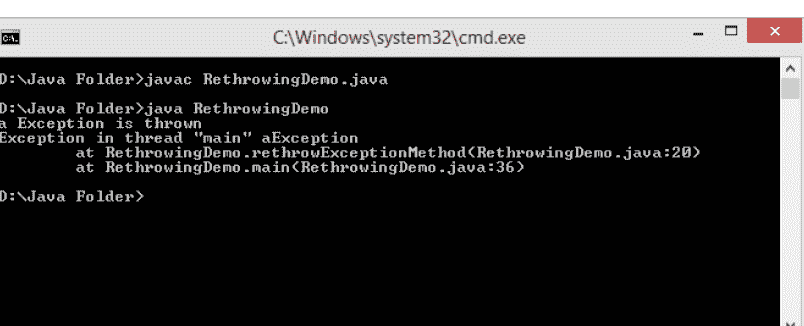 C:\Windows\system32\cmd.exe
D:\Java Folder>javac RethrowingDemo.java
D:\Java Folder>java RethrowingDemo
a Exception is thrown
Exception in thread "main" aException
at RethrowingDemo.rethrowExceptionMethod(RethrowingDemo.java:20)
at RethrowingDemo.main(RethrowingDemo.java:36)
D:\Java Folder>